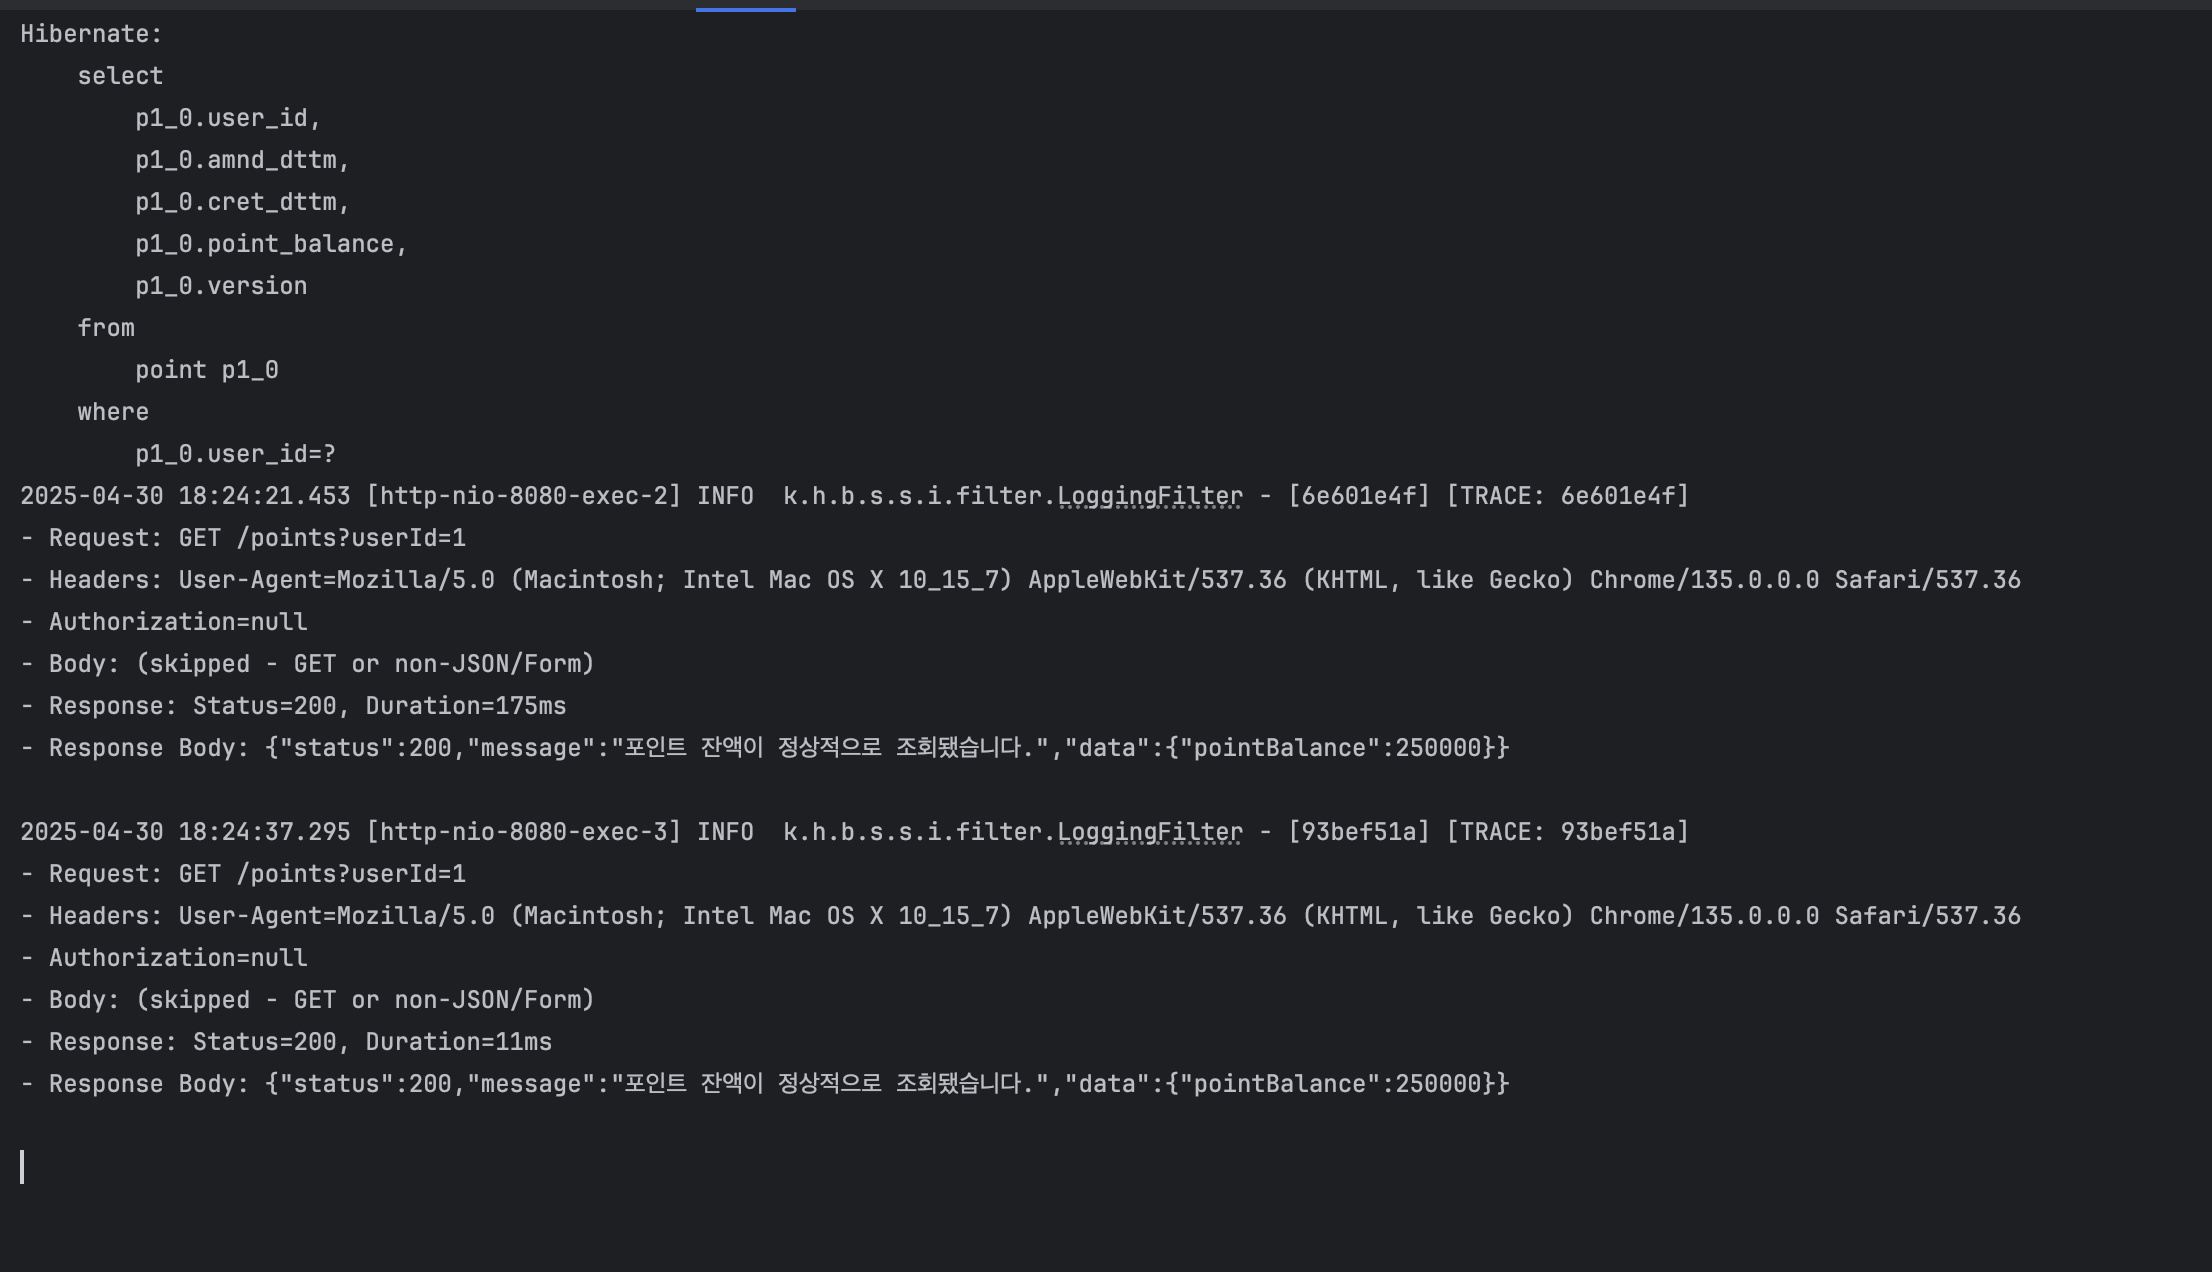 Hibernate:
    select
        p1_0.user_id,
        p1_0.amnd_dttm,
        p1_0.cret_dttm,
        p1_0.point_balance,
        p1_0.version
    from
        point p1_0
    where
        p1_0.user_id=?
2025-04-30 18:24:21.453 [http-nio-8080-exec-2] INFO  k.h.b.s.s.i.filter.LoggingFilter - [6e601e4f] [TRACE: 6e601e4f]
- Request: GET /points?userId=1
- Headers: User-Agent=Mozilla/5.0 (Macintosh; Intel Mac OS X 10_15_7) AppleWebKit/537.36 (KHTML, like Gecko) Chrome/135.0.0.0 Safari/537.36
- Authorization=null
- Body: (skipped - GET or non-JSON/Form)
- Response: Status=200, Duration=175ms
- Response Body: {"status":200,"message":"포인트 잔액이 정상적으로 조회됐습니다.","data":{"pointBalance":250000}}
2025-04-30 18:24:37.295 [http-nio-8080-exec-3] INFO  k.h.b.s.s.i.filter.LoggingFilter - [93bef51a] [TRACE: 93bef51a]
- Request: GET /points?userId=1
- Headers: User-Agent=Mozilla/5.0 (Macintosh; Intel Mac OS X 10_15_7) AppleWebKit/537.36 (KHTML, like Gecko) Chrome/135.0.0.0 Safari/537.36
- Authorization=null
- Body: (skipped - GET or non-JSON/Form)
- Response: Status=200, Duration=11ms
- Response Body: {"status":200,"message":"포인트 잔액이 정상적으로 조회됐습니다.","data":{"pointBalance":250000}}